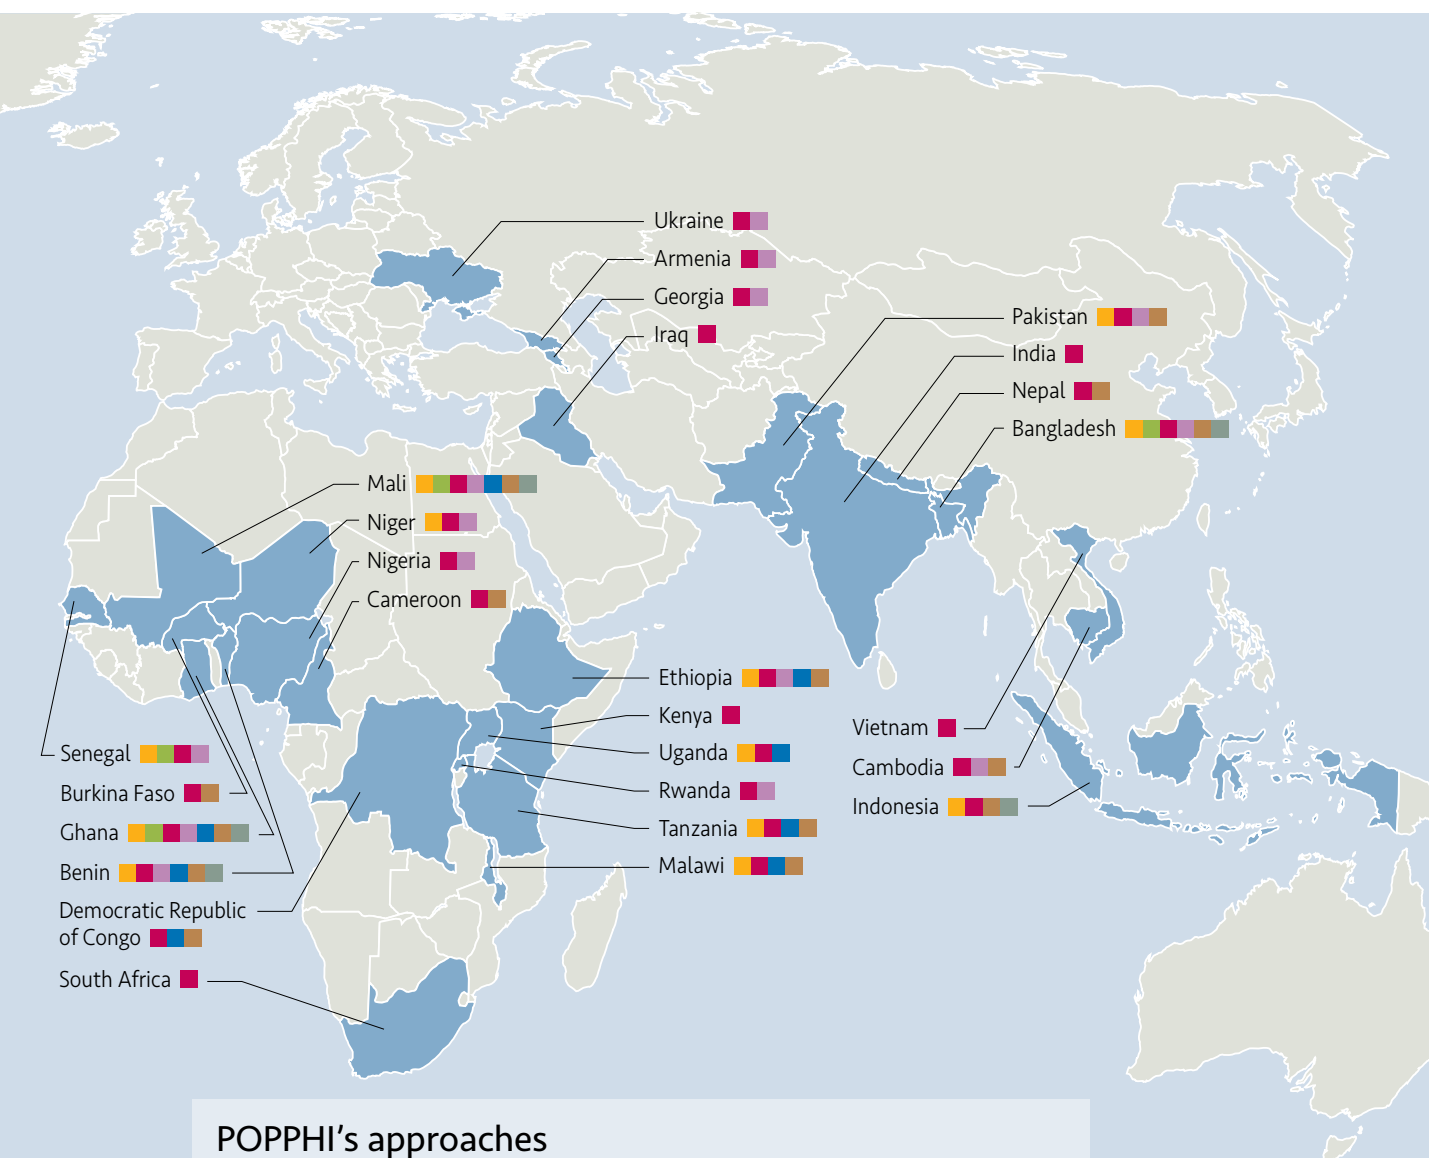 Ukraine
Armenia
Georgia
Iraq
Pakistan
India
Nepal
Bangladesh
Mali
Niger
Nigeria
Cameroon
Ethiopia
Kenya
Uganda
Rwanda
Tanzania
Malawi
Vietnam
Cambodia
Indonesia
Senegal
Burkina Faso
Ghana
Benin
Democratic Republic
of Congo
South Africa
POPPHI's approaches